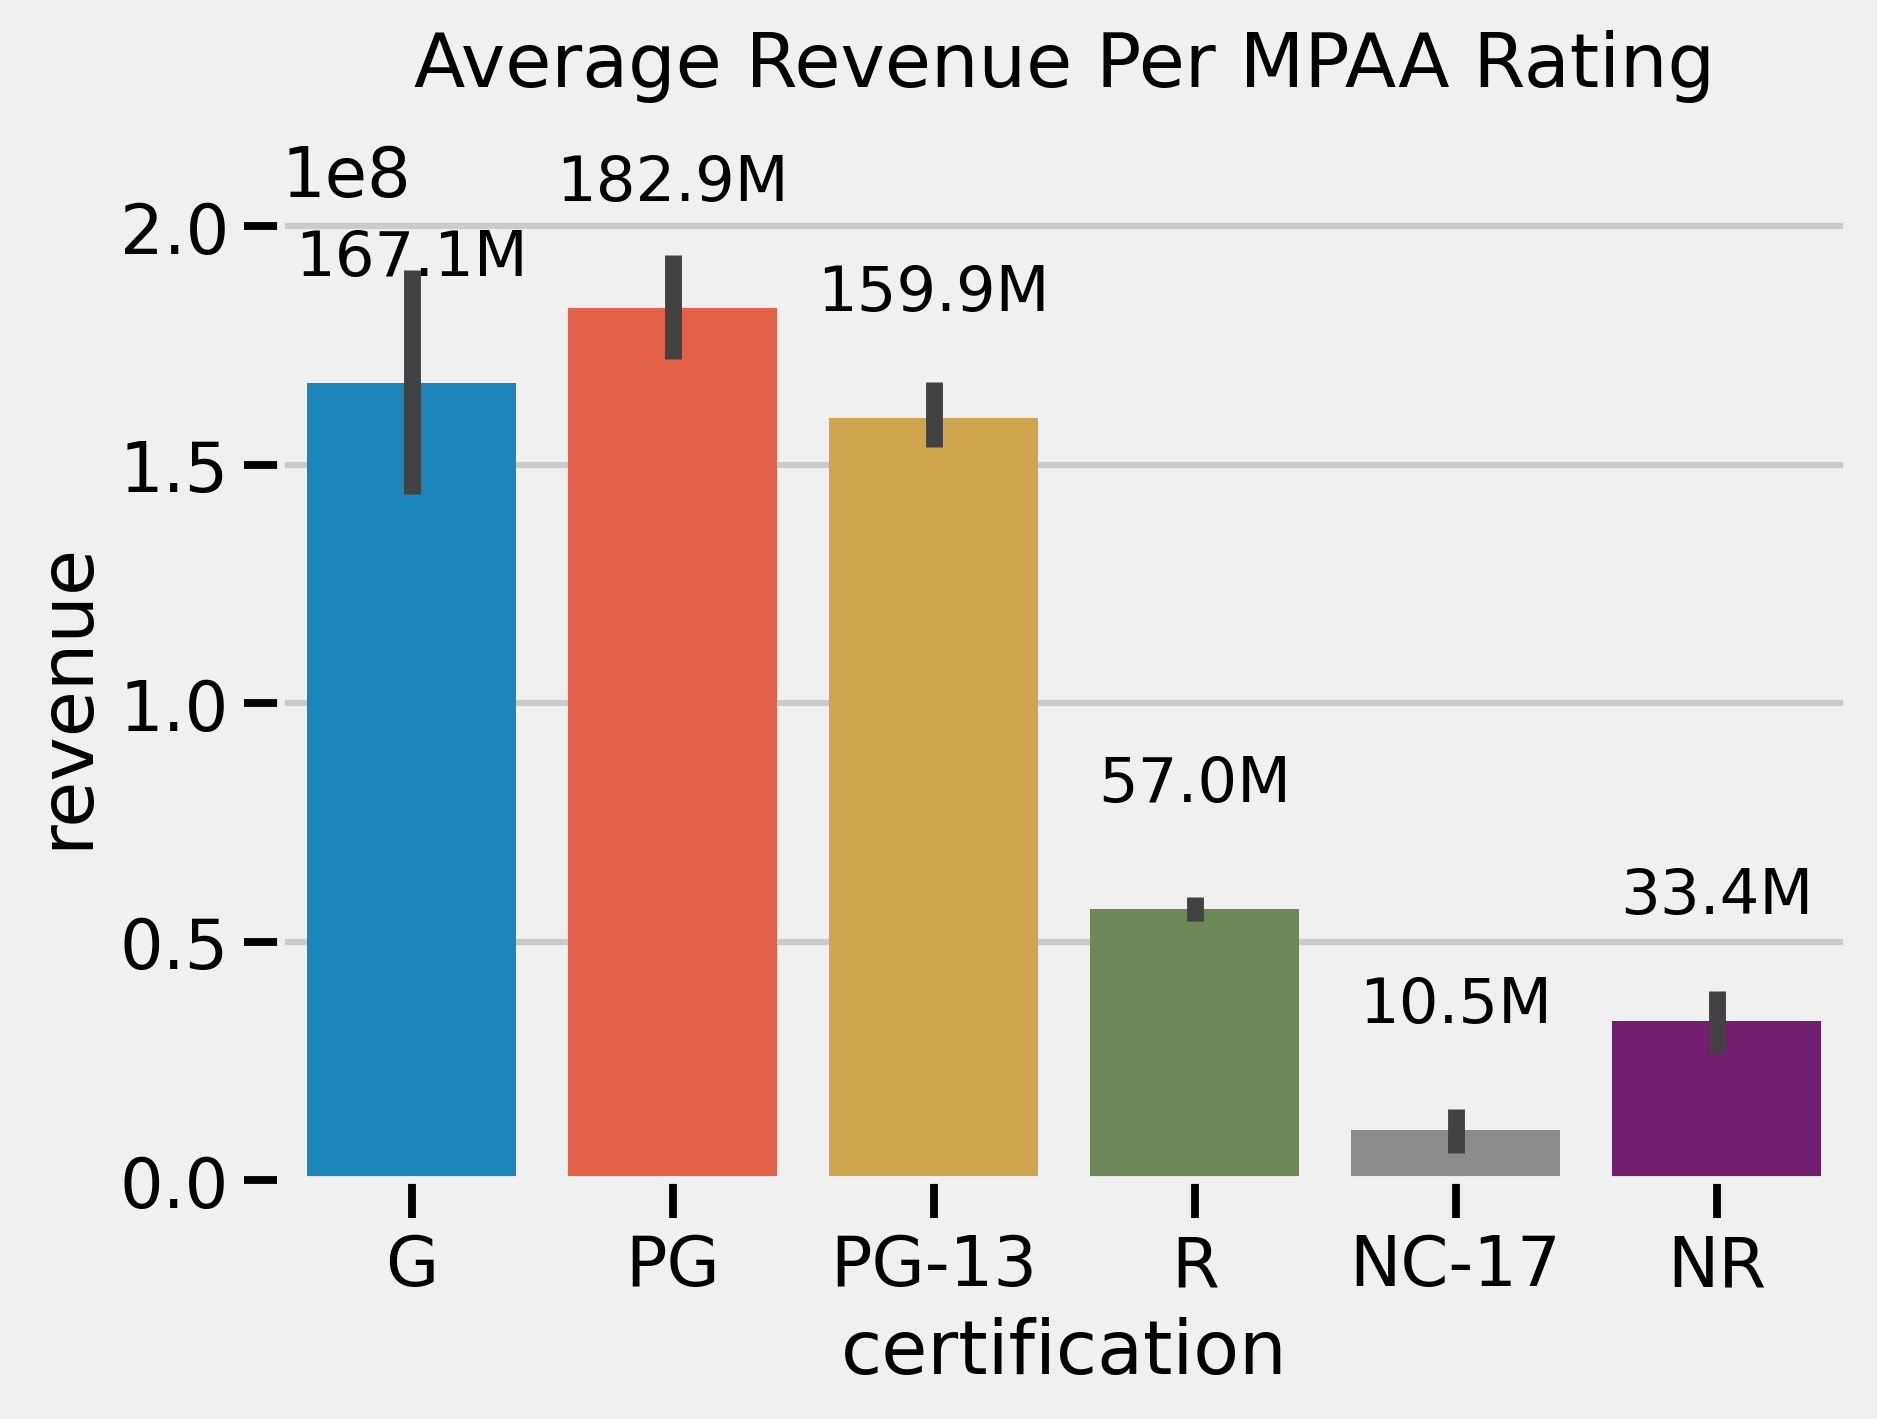 Average Revenue Per MPAA Rating
1e8
182.9M
2.0
167.1M
159.9M
1.5
1.0
57.0M
33.4M
0.5
10.5M
0.0
revenue
G PG PG-13 R NC-17 NR
certification